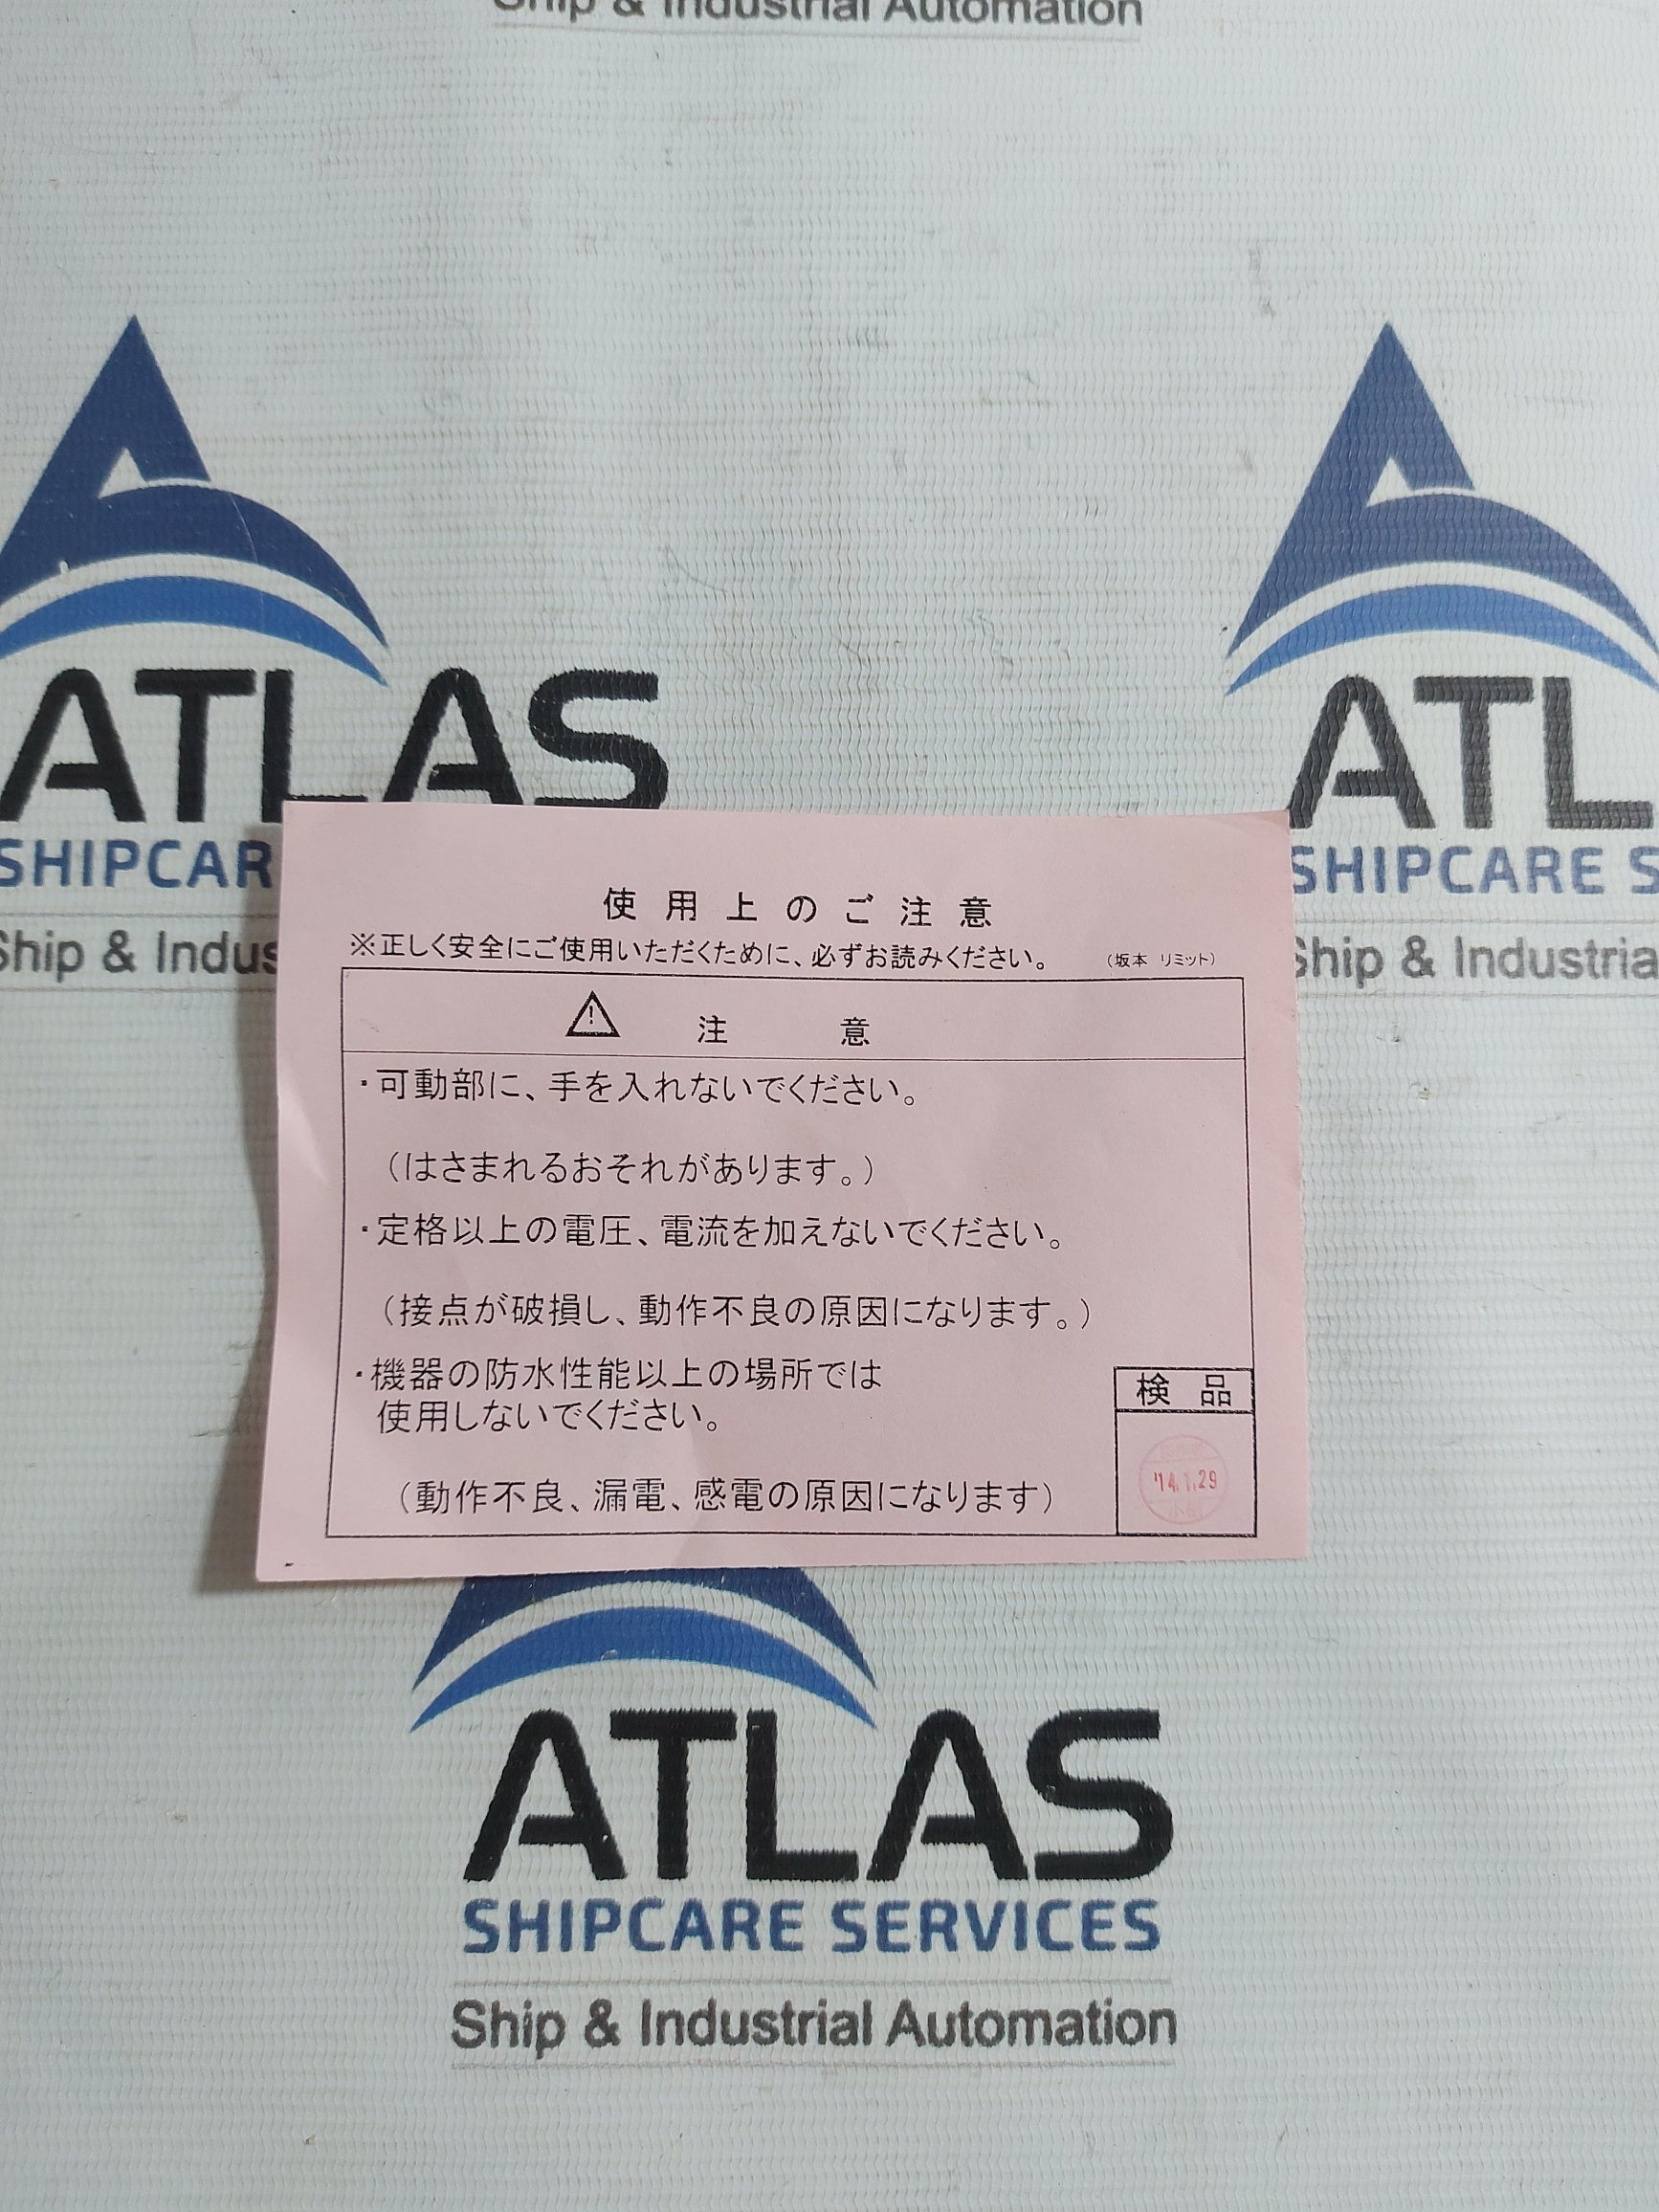 Ship & Industrial Automation
ATLAS
SHIPCAR
Ship & Indus
ATL
SHIPCARE S
Ship & Industria
使用上のご注意
※正しく安全にご使用いただくために、必ずお読みください。 （坂本 リミット）
注 意
・可動部に、手を入れないでください。
（はさまれるおそれがあります。）
・定格以上の電圧、電流を加えないでください。
（接点が破損し、動作不良の原因になります。）
・機器の防水性能以上の場所では
使用しないでください。
（動作不良、漏電、感電の原因になります）
検品
'14.1.29
ATLAS
SHIPCARE SERVICES
Ship & Industrial Automation